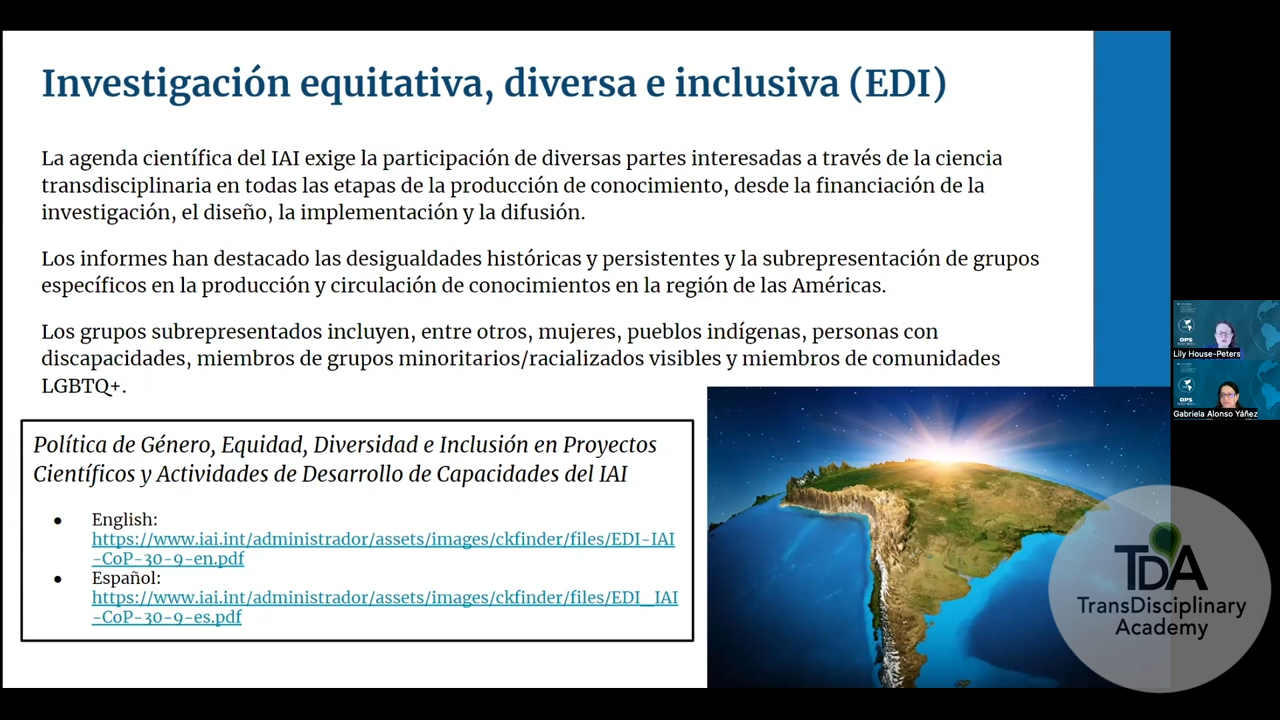 Investigación equitativa, diversa e inclusiva (EDI)
La agenda científica del IAI exige la participación de diversas partes interesadas a través de la ciencia
transdisciplinaria en todas las etapas de la producción de conocimiento, desde la financiación de la
investigación, el diseño, la implementación y la difusión.
Los informes han destacado las desigualdades históricas y persistentes y la subrepresentación de grupos
específicos en la producción y circulación de conocimientos en la región de las Américas.
Los grupos subrepresentados incluyen, entre otros, mujeres, pueblos indígenas, personas con
discapacidades, miembros de grupos minoritarios/racializados visibles y miembros de comunidades
LGBTQ+.
Política de Género, Equidad, Diversidad e Inclusión en Proyectos
Científicos y Actividades de Desarrollo de Capacidades del IAI
● English:
https://www.iai.int/administrador/assets/images/ckfinder/files/EDI-IAI
-CoP-30-9-en.pdf
● Español:
https://www.iai.int/administrador/assets/images/ckfinder/files/EDI_IAI
-CoP-30-9-es.pdf
OPS
Lily House-Peters
OPS
Gabriela Alonso Yáñez
TDA
TransDisciplinary
Academy